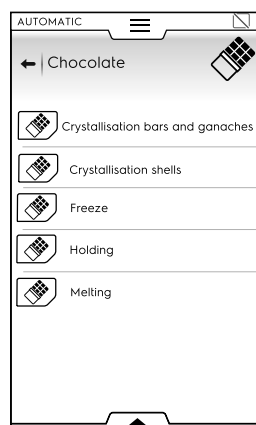 AUTOMATIC
Chocolate
Crystallisation bars and ganaches
Crystallisation shells
Freeze
Holding
Melting